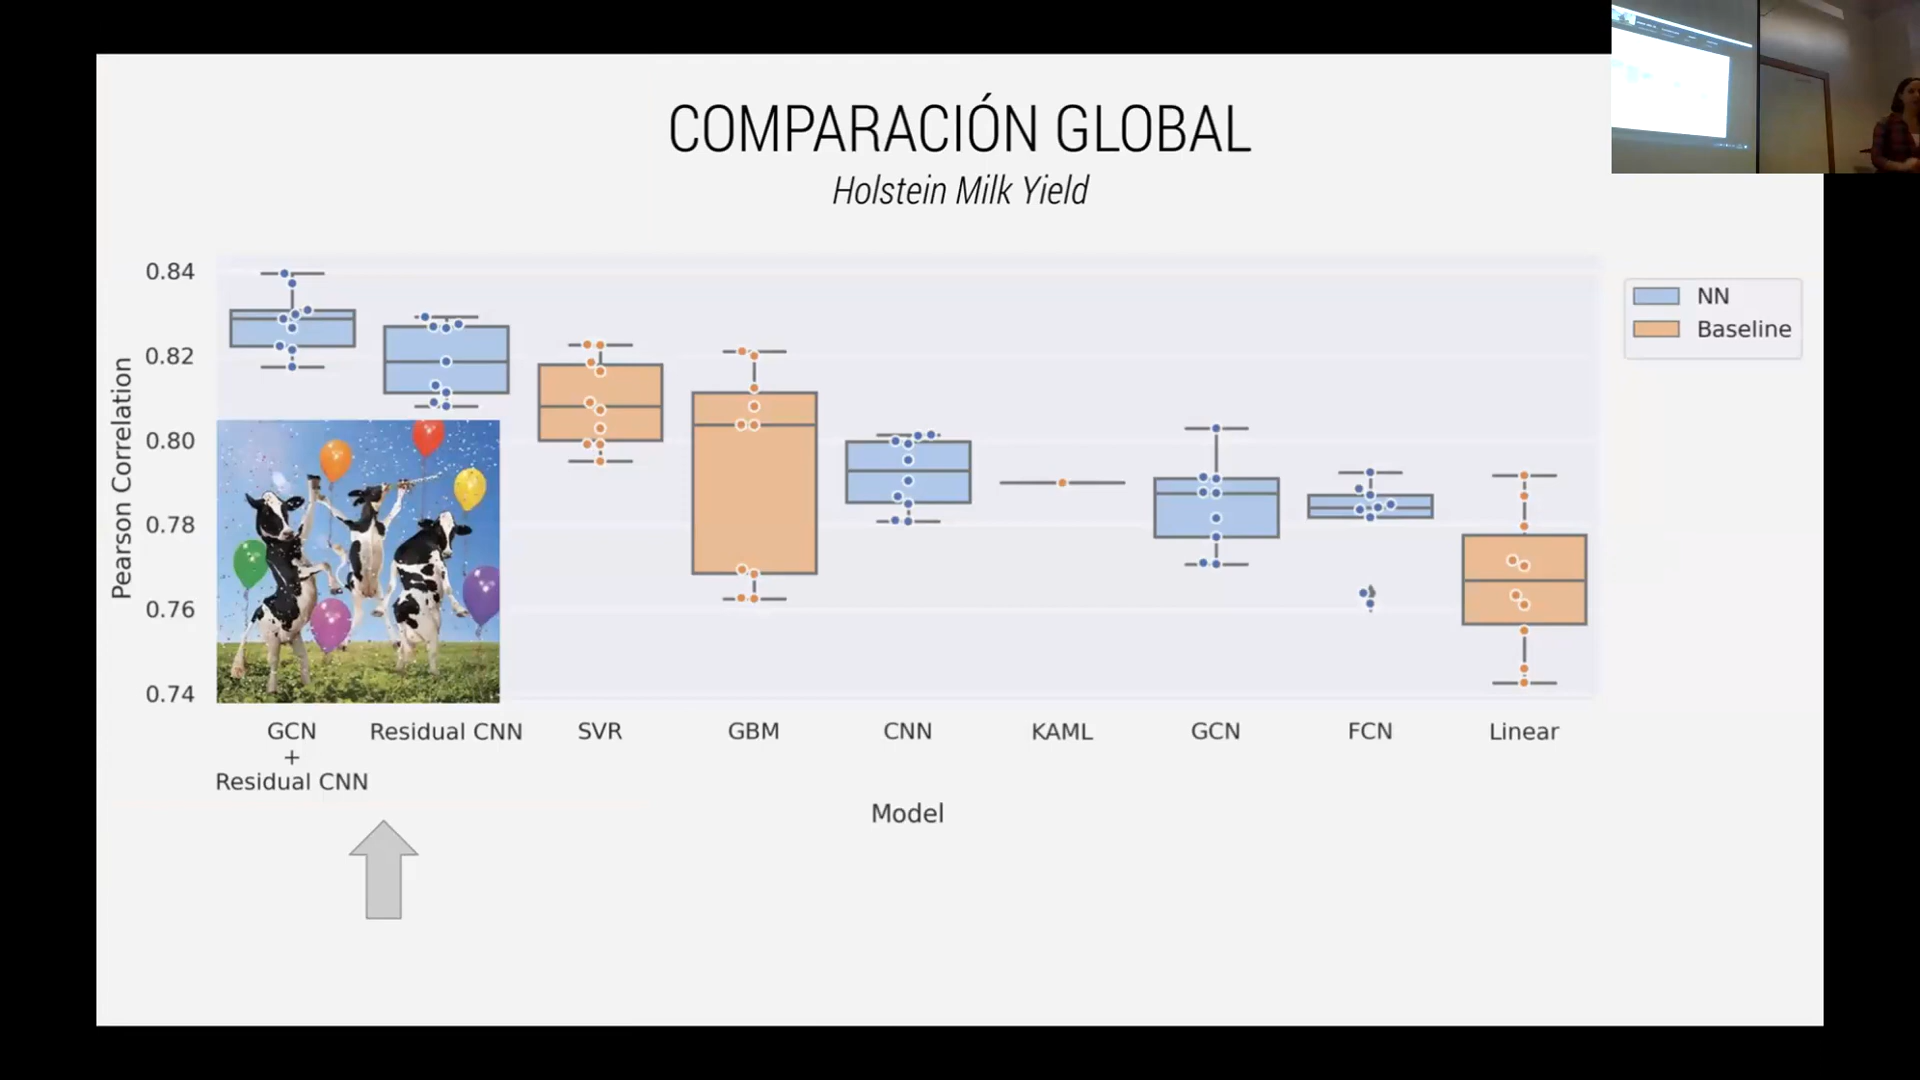 COMPARACIÓN GLOBAL
Holstein Milk Yield
Pearson Correlation
0.84
0.82
0.80
0.78
0.76
0.74
NN
Baseline
GCN
+
Residual CNN
Residual CNN
SVR
GBM
CNN
KAML
GCN
FCN
Linear
Model